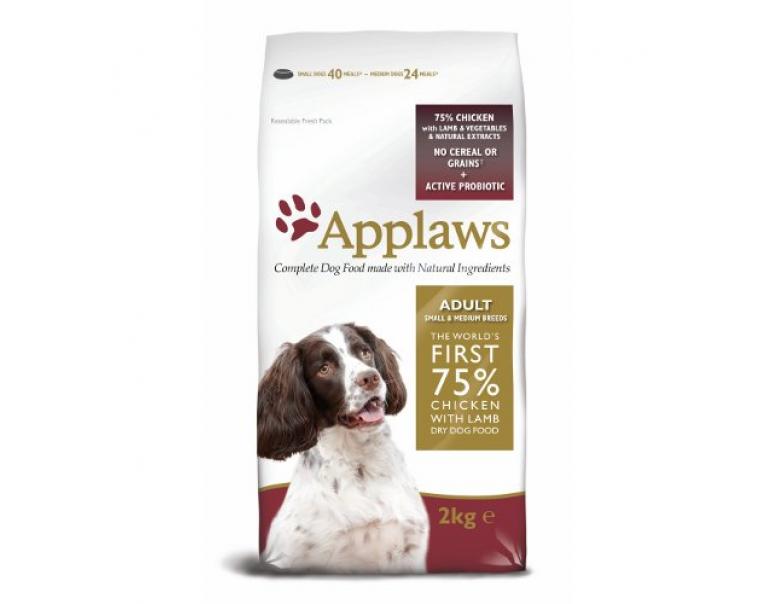 SMALL DOGS 40 MEALS* - MEDIUM DOGS 24 MEALS*
Resealable Fresh Pack
75% CHICKEN
with LAMB & VEGETABLES
& NATURAL EXTRACTS
NO CEREAL OR
GRAINS†
+
ACTIVE PROBIOTIC
Applaws
Complete Dog Food made with Natural Ingredients
ADULT
SMALL & MEDIUM BREEDS
THE WORLD'S
FIRST
75%
CHICKEN
WITH LAMB
DRY DOG FOOD
2kg e